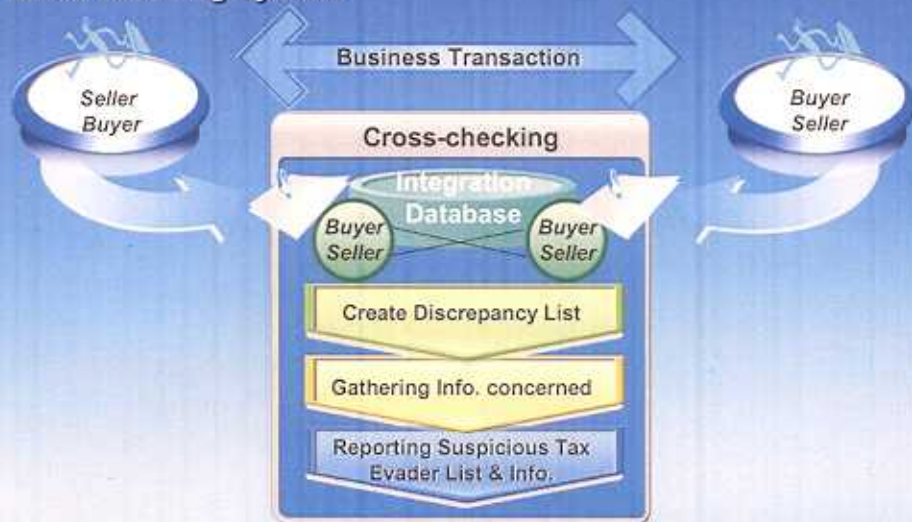 Business Transaction
Seller
Buyer
Buyer
Seller
Cross-checking
Integration
Database
Buyer
Seller
Buyer
Seller
Create Discrepancy List
Gathering Info. concerned
Reporting Suspicious Tax
Evader List & Info.